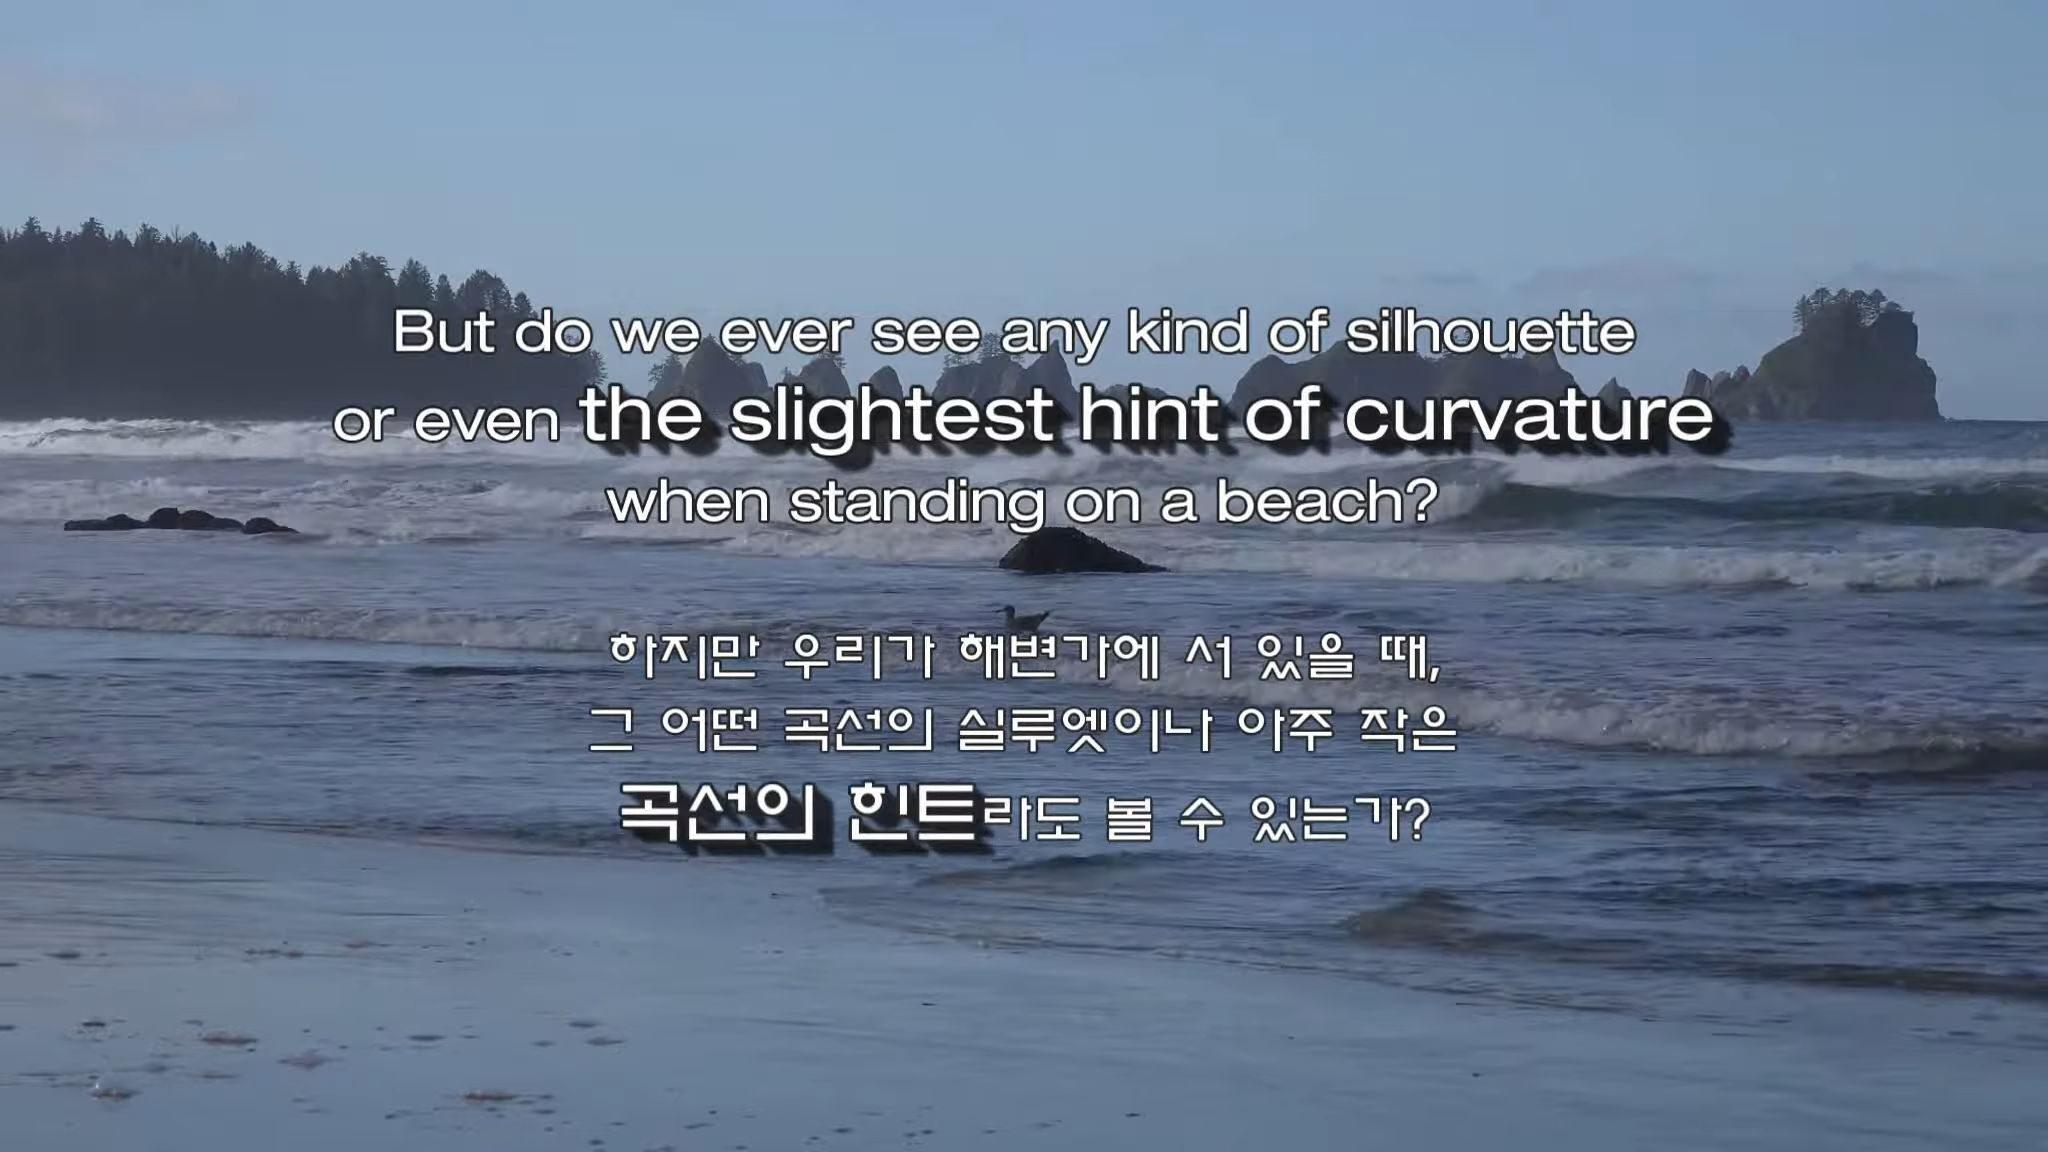 But do we ever see any kind of silhouette
or even the slightest hint of curvature
when standing on a beach?
하지만 우리가 해변가에 서 있을 때,
그 어떤 곡선의 실루엣이나 아주 작은
곡선의 힌트라도 볼 수 있는가?